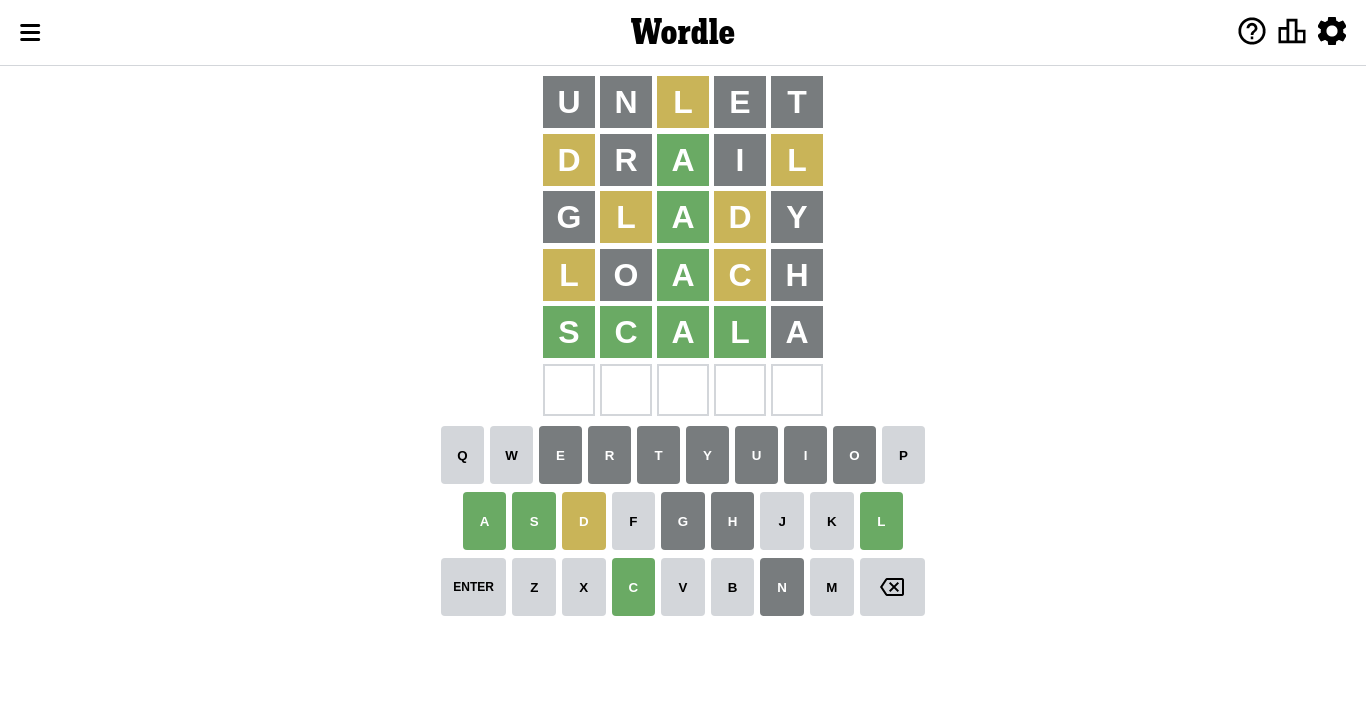 Wordle
U N L E T
D R A I L
G L A D Y
L O A C H
S C A L A
Q W E R T Y U I O P
A S D F G H J K L
ENTER Z X C V B N M